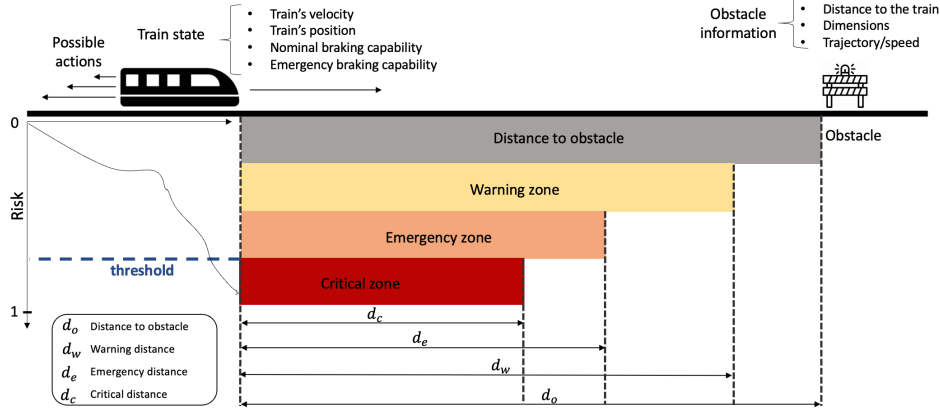 Possible
actions
Train state
• Train's velocity
• Train's position
• Nominal braking capability
• Emergency braking capability
Obstacle
information
• Distance to the train
• Dimensions
• Trajectory/speed
0
Distance to obstacle
Obstacle
Warning zone
Risk
Emergency zone
threshold
Critical zone
1
d_c
d_e
d_w
d_o
d_o Distance to obstacle
d_w Warning distance
d_e Emergency distance
d_c Critical distance